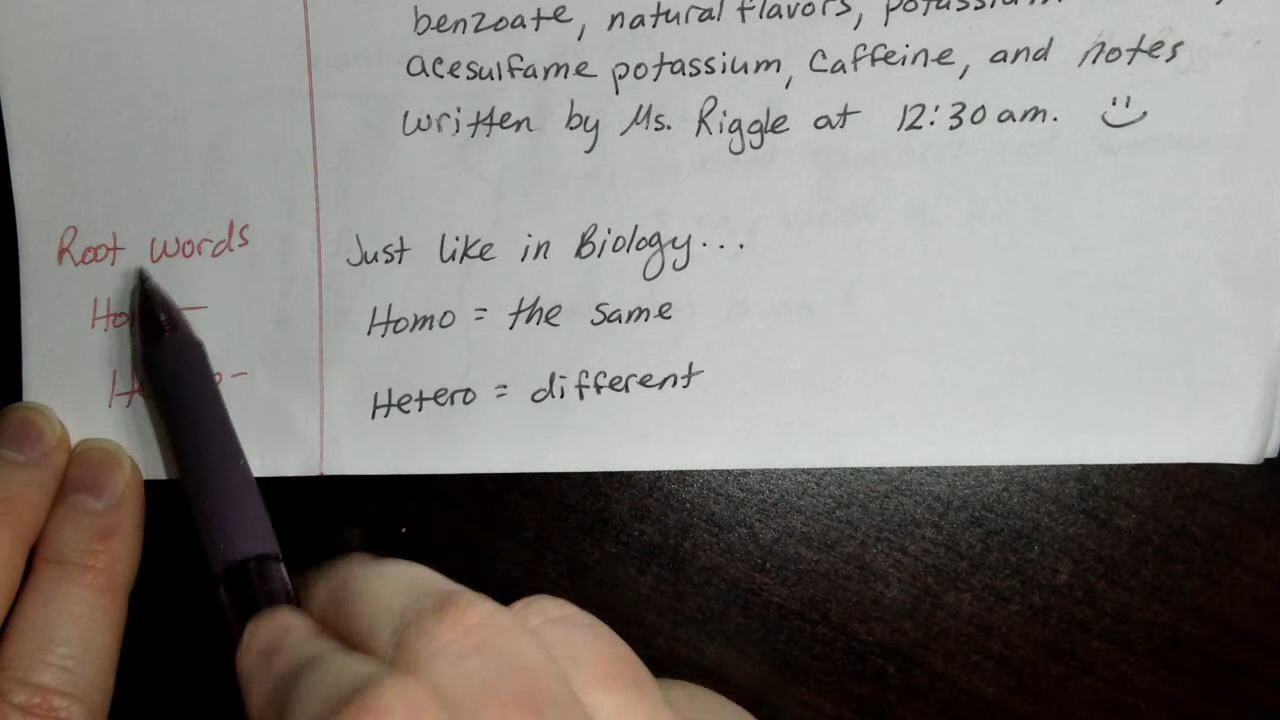 benzoate, natural flavors,
acesulfame potassium, Caffeine, and notes
written by Ms. Riggle at 12:30 am.
Root words
Just like in Biology...
Homo = the same
Hetero = different